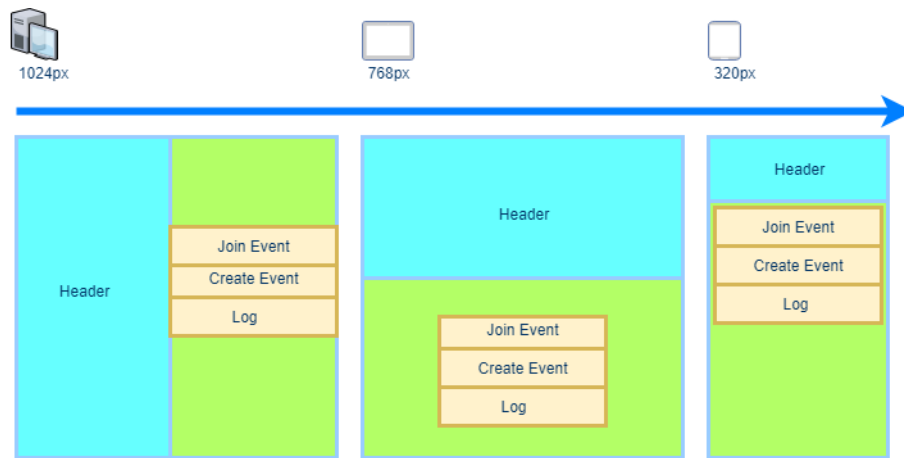 1024px
768px
320px
Header
Join Event
Create Event
Log
Header
Join Event
Create Event
Log
Header
Join Event
Create Event
Log